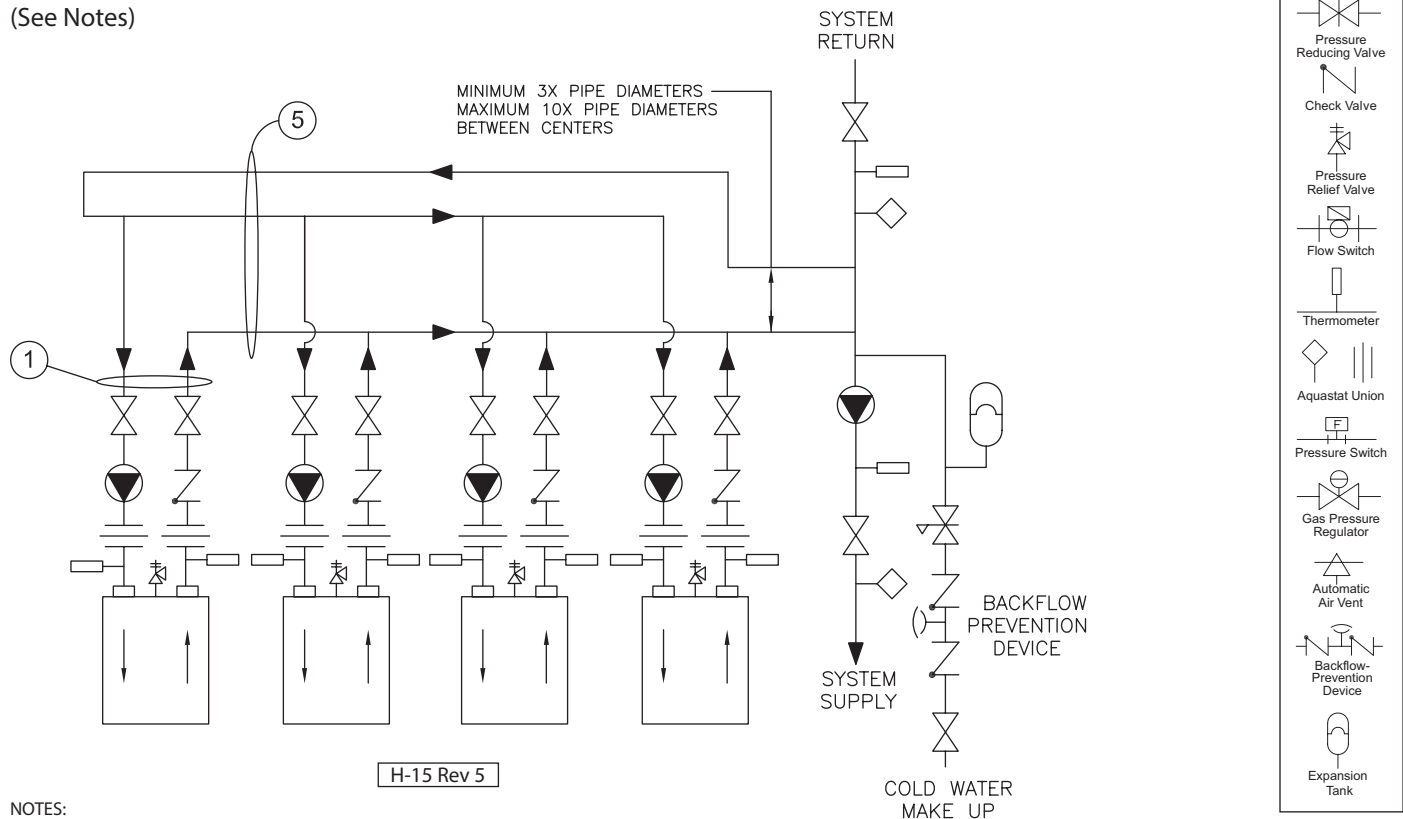 (See Notes)
SYSTEM
RETURN
MINIMUM 3X PIPE DIAMETERS
MAXIMUM 10X PIPE DIAMETERS
BETWEEN CENTERS
5
1
BACKFLOW
PREVENTION
DEVICE
SYSTEM
SUPPLY
H-15 Rev 5
COLD WATER
MAKE UP
NOTES:
Pressure
Reducing Valve
Check Valve
Pressure
Relief Valve
Flow Switch
Thermometer
Aquastat Union
F
Pressure Switch
Gas Pressure
Regulator
Automatic
Air Vent
Backflow-
Prevention
Device
Expansion
Tank